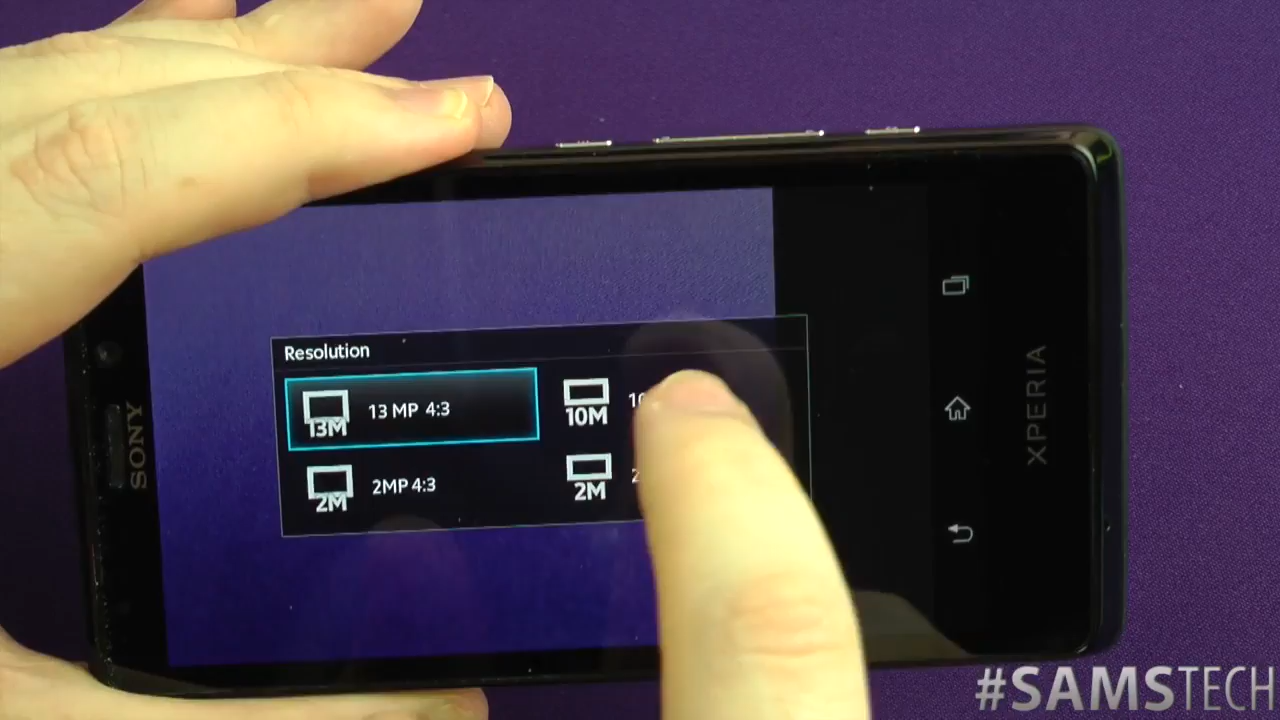 Resolution
13M
13 MP 4:3
10M
2M
2MP 4:3
2M
SONY
XPERIA
#SAMSTECH